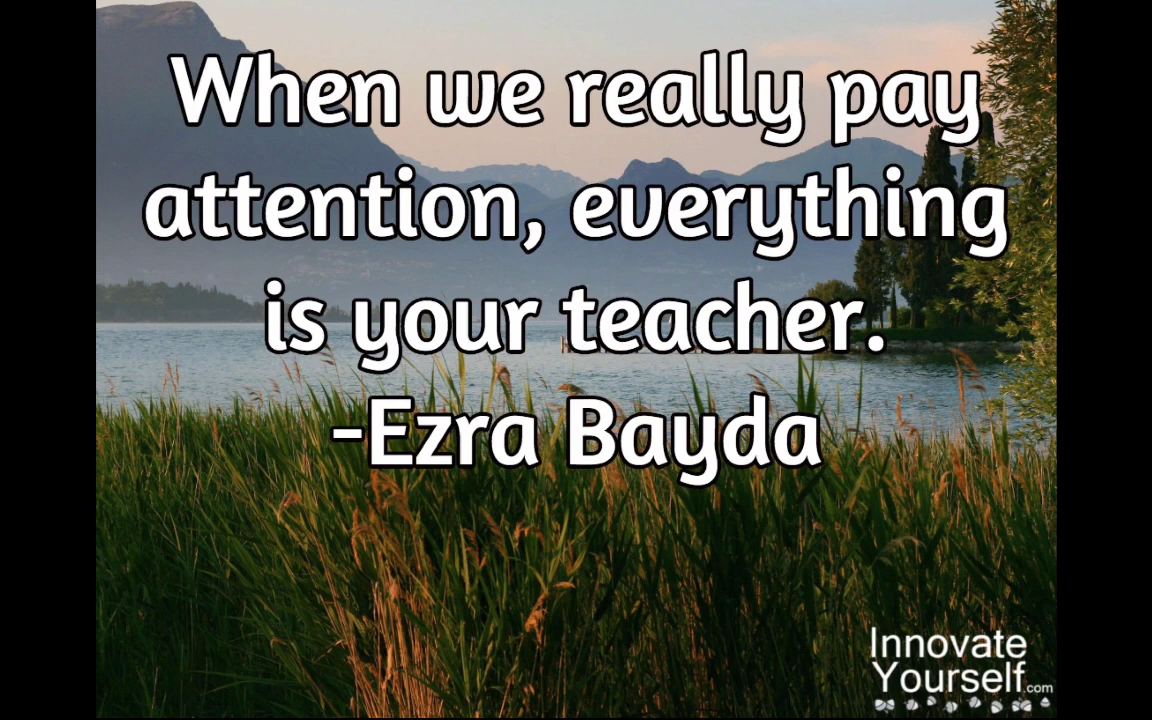 When we really pay
attention, everything
is your teacher.
-Ezra Bayda
Innovate
Yourself.com